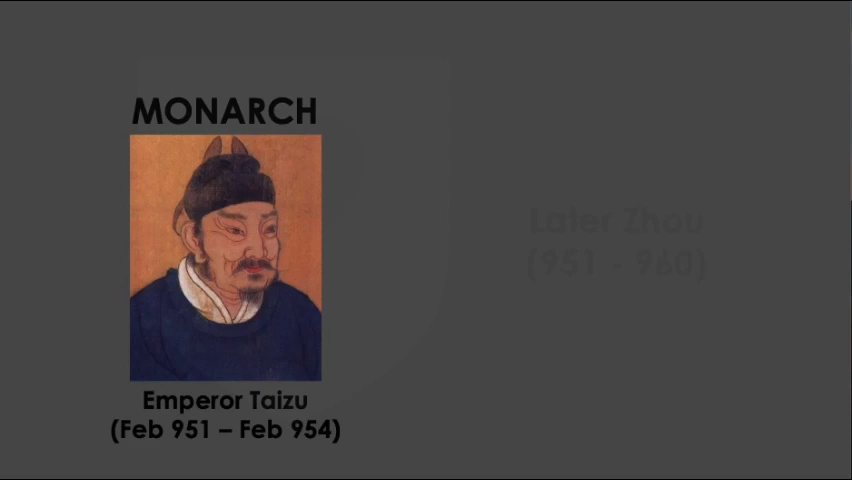 MONARCH
Emperor Taizu
(Feb 951 – Feb 954)
Later Zhou
(951 - 960)